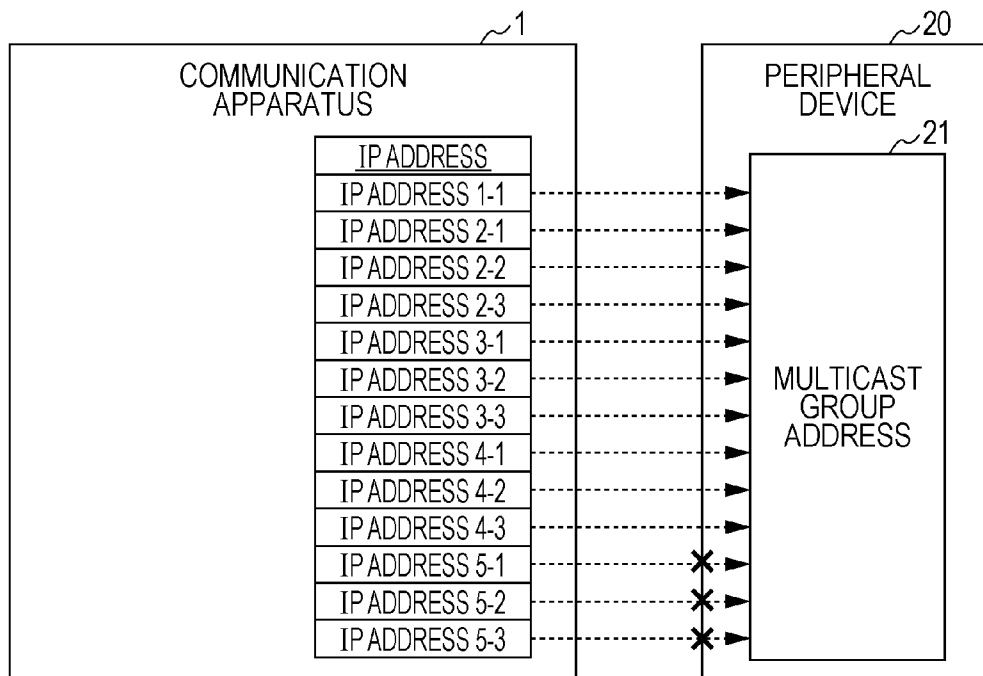 1
20
COMMUNICATION
APPARATUS
PERIPHERAL
DEVICE
21
IP ADDRESS
IP ADDRESS 1-1
IP ADDRESS 2-1
IP ADDRESS 2-2
IP ADDRESS 2-3
IP ADDRESS 3-1
IP ADDRESS 3-2
IP ADDRESS 3-3
IP ADDRESS 4-1
IP ADDRESS 4-2
IP ADDRESS 4-3
IP ADDRESS 5-1
IP ADDRESS 5-2
IP ADDRESS 5-3
MULTICAST
GROUP
ADDRESS